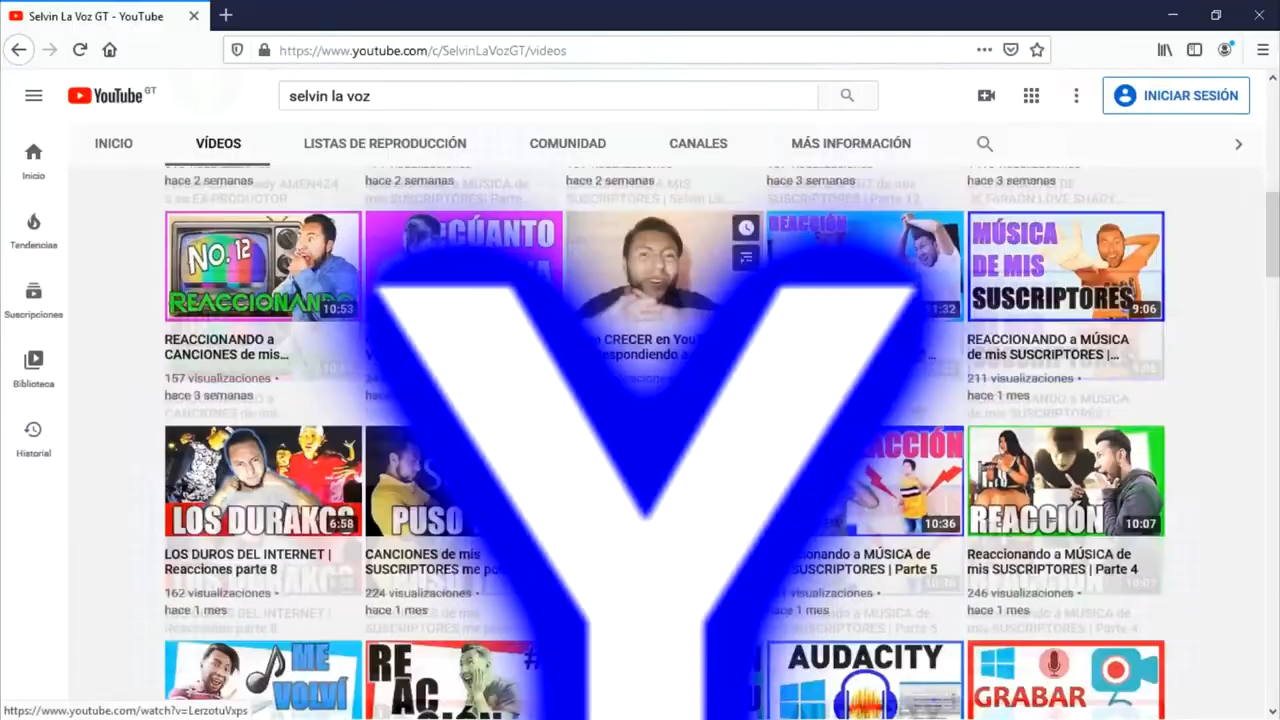 Selvin La Voz GT - YouTube
https://www.youtube.com/c/SelvinLaVozGT/videos
YouTube GT
selvin la voz
INICIAR SESIÓN
INICIO
VÍDEOS
LISTAS DE REPRODUCCIÓN
COMUNIDAD
CANALES
MÁS INFORMACIÓN
Inicio
Tendencias
Suscripciones
Biblioteca
Historial
hace 2 semanas
hace 2 semanas
hace 2 semanas
hace 3 semanas
hace 3 semanas
NO. 12
REACCIONANDO
10:53
REACCIONANDO a
CANCIONES de mis...
157 visualizaciones •
hace 3 semanas
CUÁNTO
CRECER en
REACCIÓN
MÚSICA
DE MIS
SUSCRIPTORES
9:06
REACCIONANDO a MÚSICA
de mis SUSCRIPTORES |...
211 visualizaciones •
hace 1 mes
LOS DURAKOS
6:58
LOS DUROS DEL INTERNET |
Reacciones parte 8
162 visualizaciones •
hace 1 mes
PUSO
CANCIONES de mis
SUSCRIPTORES me
224 visualizaciones •
hace 1 mes
REACCIÓN
10:36
MÚSICA de
SUSCRIPTORES | Parte 5
visualizaciones •
hace 1 mes
REACCIÓN
10:07
Reaccionando a MÚSICA de
mis SUSCRIPTORES | Parte 4
246 visualizaciones •
hace 1 mes
ME
VOLVÍ
RE
AC
AUDACITY
GRABAR
Y
https://www.youtube.com/watch?v=LerzotuVxps